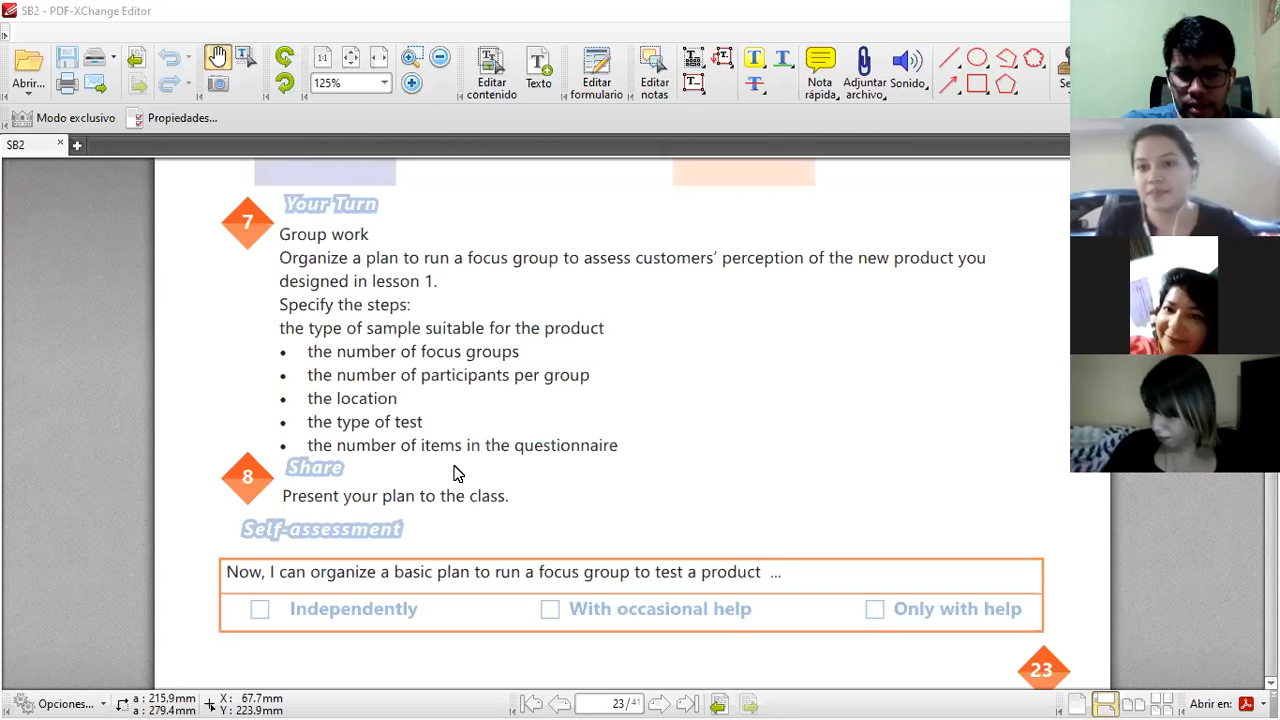 SB2 - PDF-XChange Editor
Abrir...
125%
1:1
Editar contenido
Texto
Editar formulario
Editar notas
Nota rápida
Adjuntar archivo
Sonido
Se
Modo exclusivo
Propiedades...
SB2
7
Your Turn
Group work
Organize a plan to run a focus group to assess customers' perception of the new product you
designed in lesson 1.
Specify the steps:
the type of sample suitable for the product
• the number of focus groups
• the number of participants per group
• the location
• the type of test
• the number of items in the questionnaire
8
Share
Present your plan to the class.
Self-assessment
Now, I can organize a basic plan to run a focus group to test a product ...
Independently
With occasional help
Only with help
23
Opciones...
a : 215.9mm
a : 279.4mm
X : 67.7mm
Y : 223.9mm
23 / 41
Abrir en: